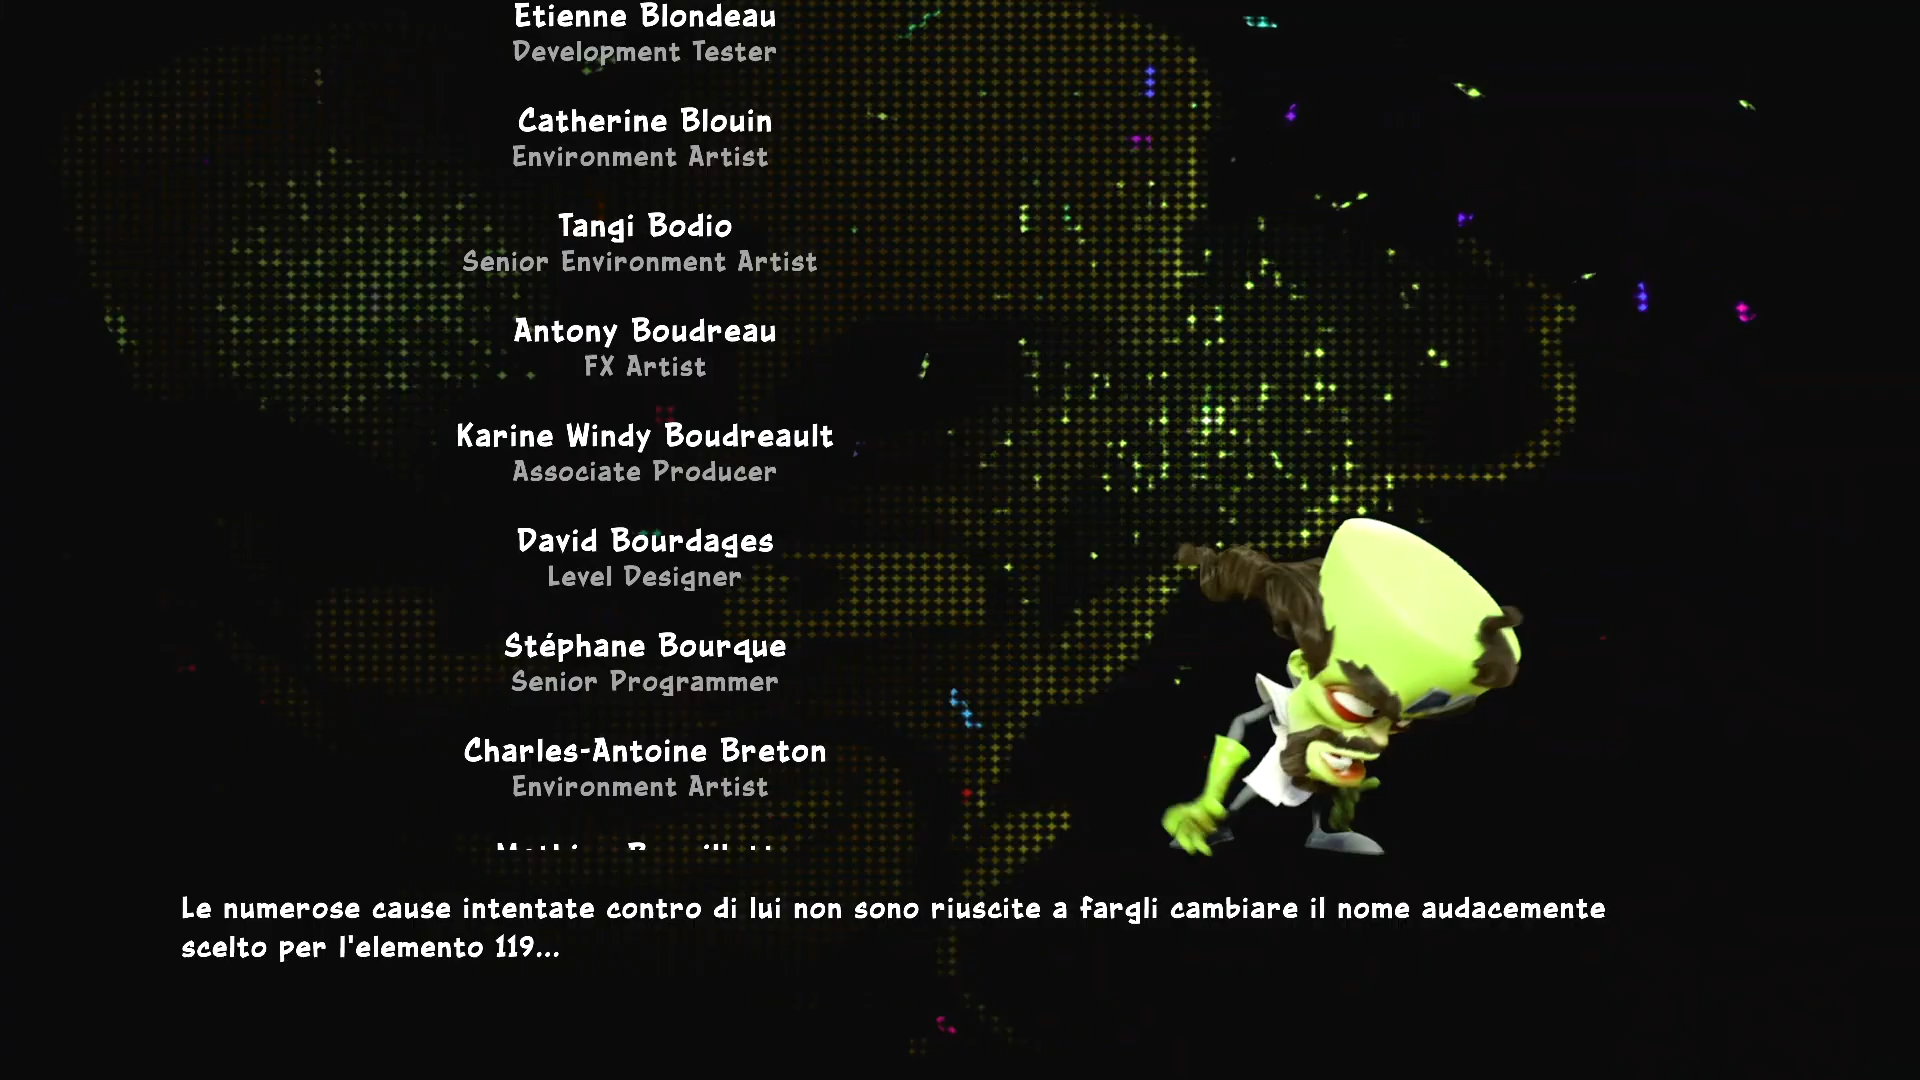 Etienne Blondeau
Development Tester
Catherine Blouin
Environment Artist
Tangi Bodio
Senior Environment Artist
Antony Boudreau
FX Artist
Karine Windy Boudreault
Associate Producer
David Bourdages
Level Designer
Stéphane Bourque
Senior Programmer
Charles-Antoine Breton
Environment Artist
Le numerose cause intentate contro di lui non sono riuscite a fargli cambiare il nome audacemente
scelto per l'elemento 119...